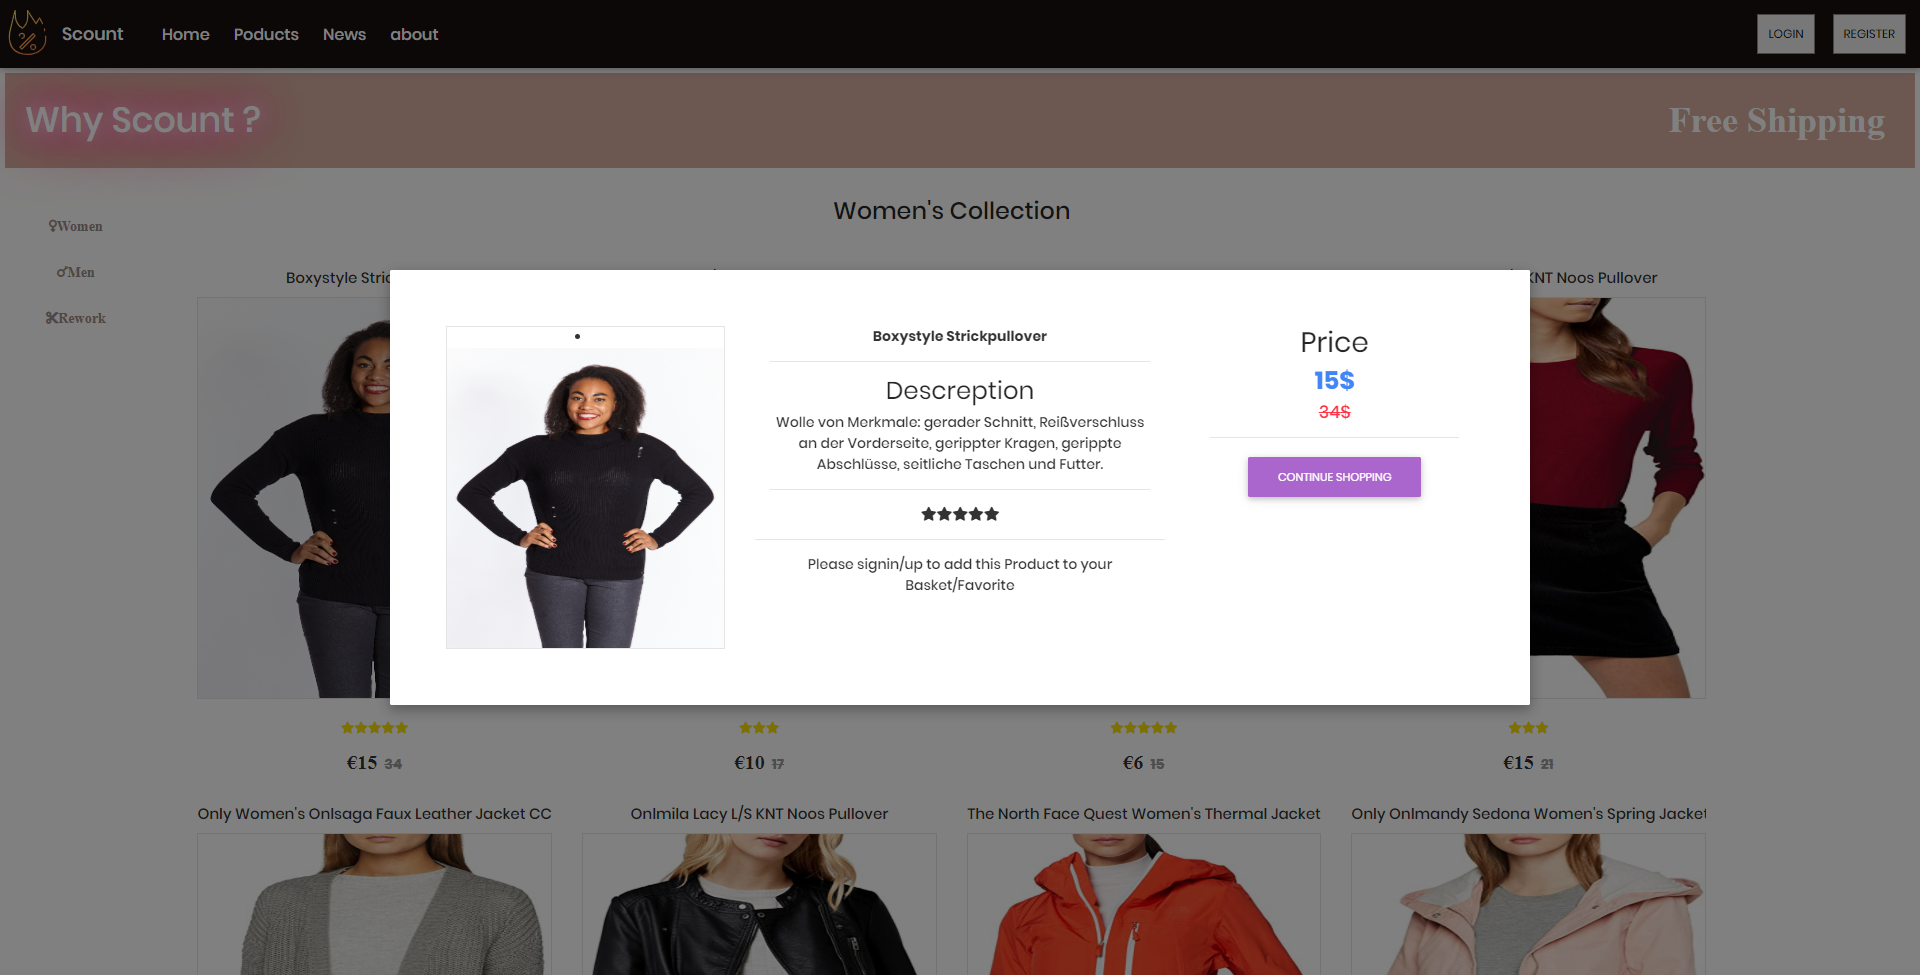 Scount
Home
Poducts
News
about
LOGIN
REGISTER
Why Scount ?
Free Shipping
Women
Men
Rework
Women's Collection
Boxystyle
KNT Noos Pullover
Boxystyle Strickpullover
Descreption
Wolle von Merkmale: gerader Schnitt, Reißverschluss
an der Vorderseite, gerippter Kragen, gerippte
Abschlüsse, seitliche Taschen und Futter.
Please signin/up to add this Product to your
Basket/Favorite
Price
15$
34$
CONTINUE SHOPPING
€15 34
€10 17
€6 15
€15 21
Only Women's Onlsaga Faux Leather Jacket CC
Onlmila Lacy L/S KNT Noos Pullover
The North Face Quest Women's Thermal Jacket
Only Onlmandy Sedona Women's Spring Jacket